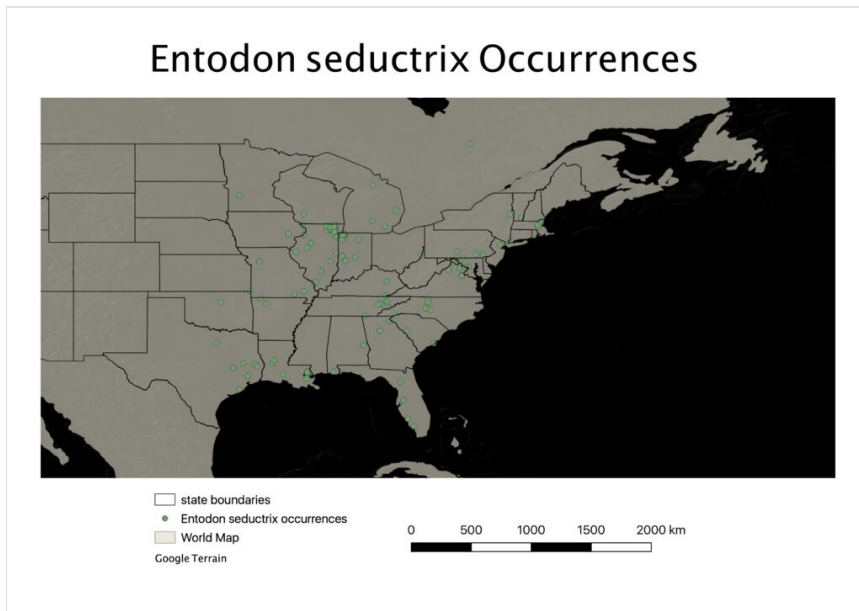 Entodon seductrix Occurrences
state boundaries
Entodon seductrix occurrences
World Map
Google Terrain
0 500 1000 1500 2000 km